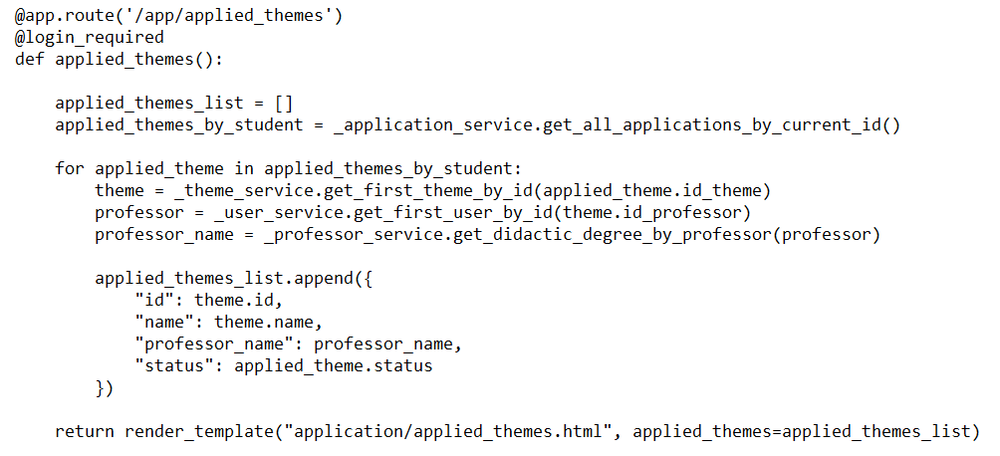 @app.route('/app/applied_themes')
@login_required
def applied_themes():

    applied_themes_list = []
    applied_themes_by_student = _application_service.get_all_applications_by_current_id()

    for applied_theme in applied_themes_by_student:
        theme = _theme_service.get_first_theme_by_id(applied_theme.id_theme)
        professor = _user_service.get_first_user_by_id(theme.id_professor)
        professor_name = _professor_service.get_didactic_degree_by_professor(professor)

        applied_themes_list.append({
            "id": theme.id,
            "name": theme.name,
            "professor_name": professor_name,
            "status": applied_theme.status
        })

    return render_template("application/applied_themes.html", applied_themes=applied_themes_list)